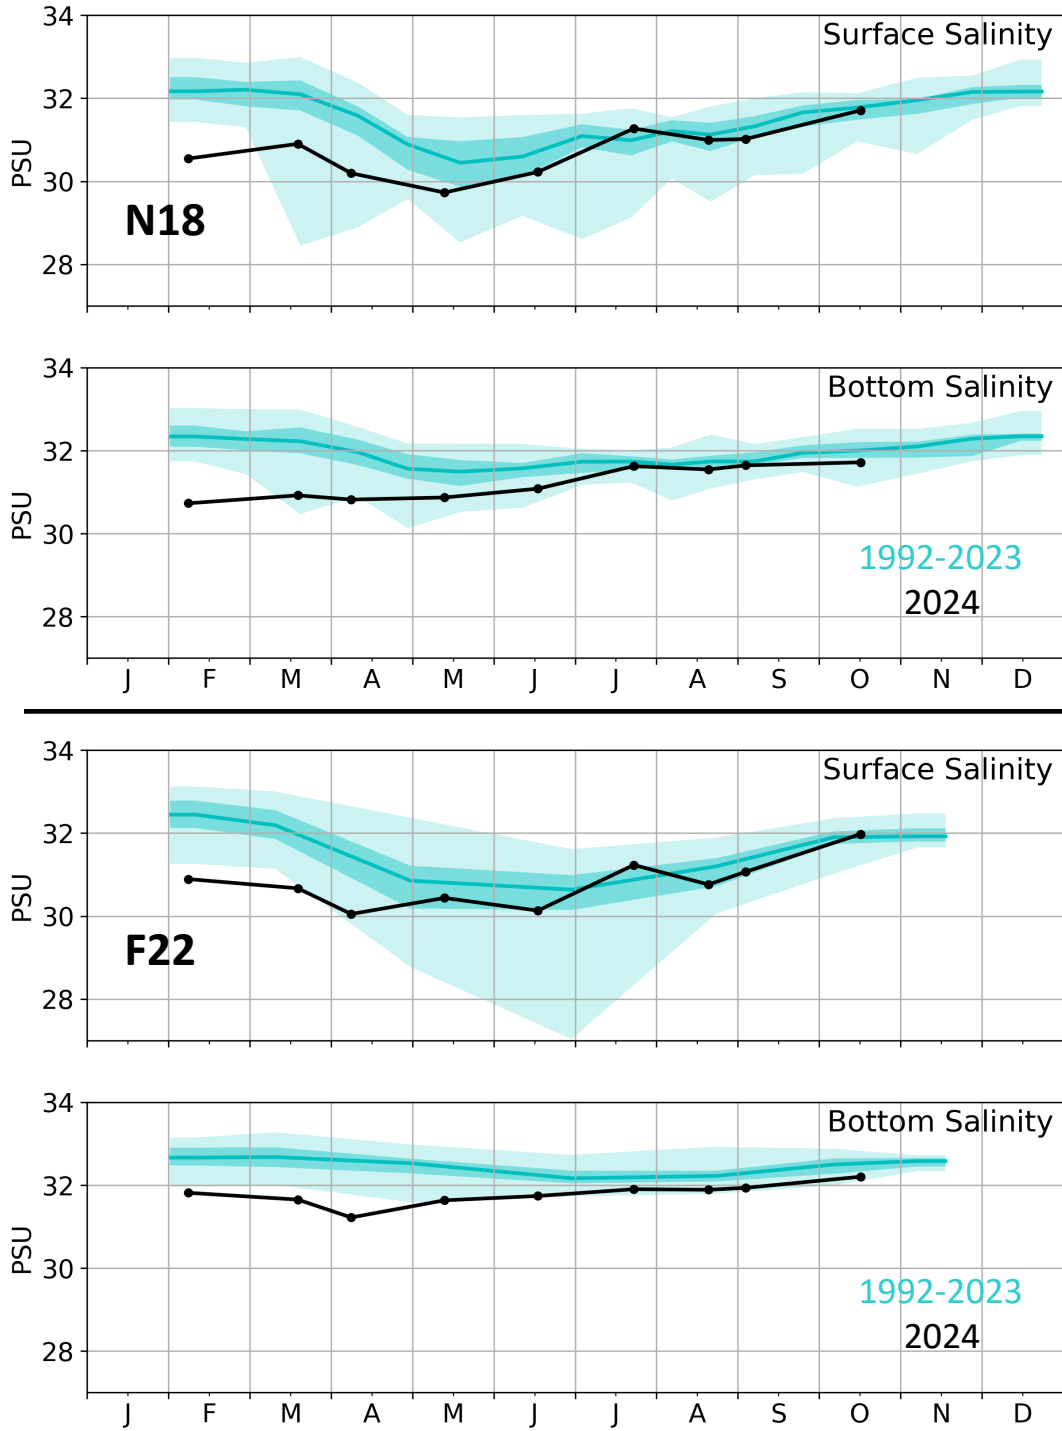 34
Surface Salinity
32
PSU
30
N18
28
34
Bottom Salinity
32
PSU
30
1992-2023
2024
28
J F M A M J J A S O N D
34
Surface Salinity
32
PSU
30
F22
28
34
Bottom Salinity
32
PSU
30
1992-2023
2024
28
J F M A M J J A S O N D